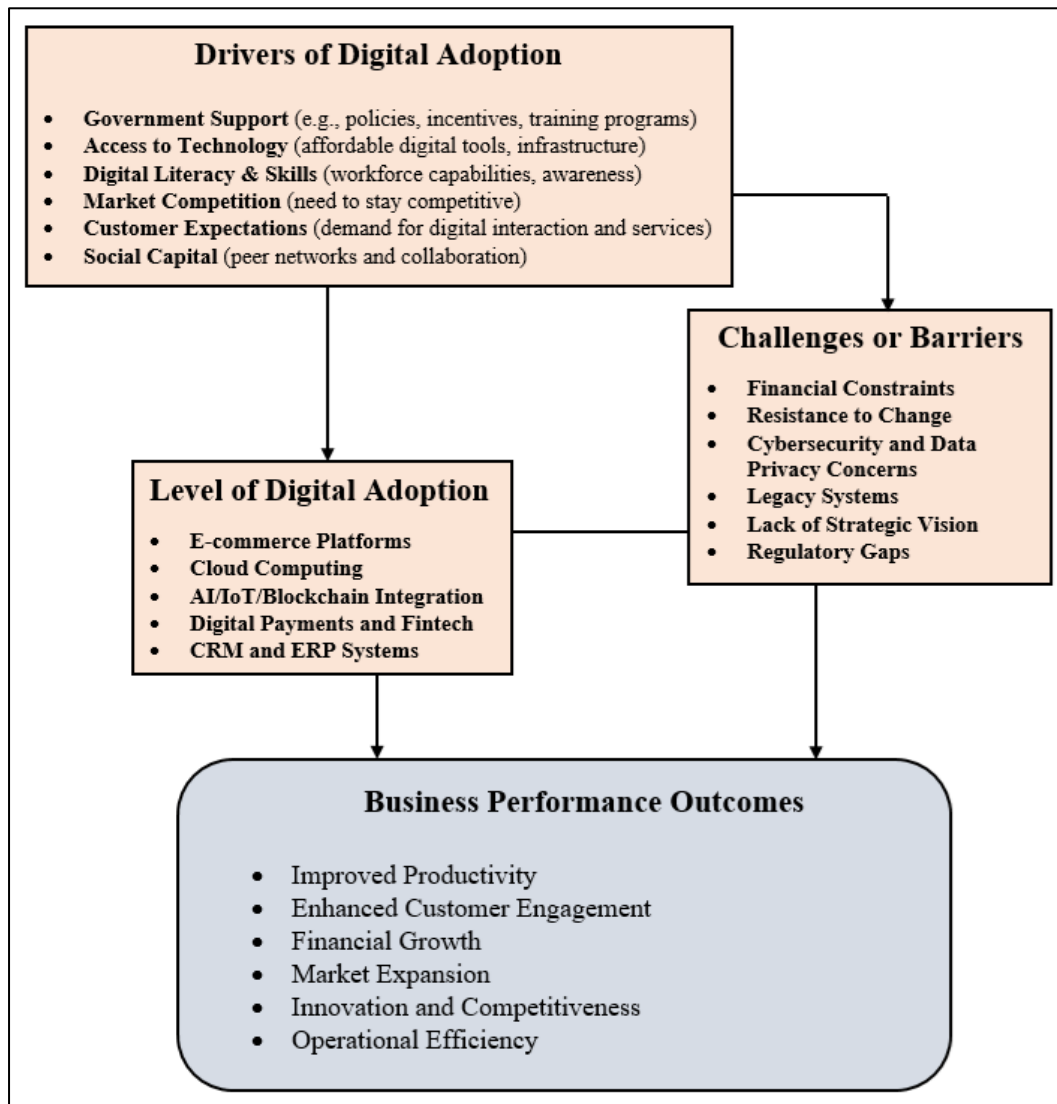 Drivers of Digital Adoption
• Government Support (e.g., policies, incentives, training programs)
• Access to Technology (affordable digital tools, infrastructure)
• Digital Literacy & Skills (workforce capabilities, awareness)
• Market Competition (need to stay competitive)
• Customer Expectations (demand for digital interaction and services)
• Social Capital (peer networks and collaboration)
Challenges or Barriers
• Financial Constraints
• Resistance to Change
• Cybersecurity and Data
Privacy Concerns
• Legacy Systems
• Lack of Strategic Vision
• Regulatory Gaps
Level of Digital Adoption
• E-commerce Platforms
• Cloud Computing
• AI/IoT/Blockchain Integration
• Digital Payments and Fintech
• CRM and ERP Systems
Business Performance Outcomes
• Improved Productivity
• Enhanced Customer Engagement
• Financial Growth
• Market Expansion
• Innovation and Competitiveness
• Operational Efficiency